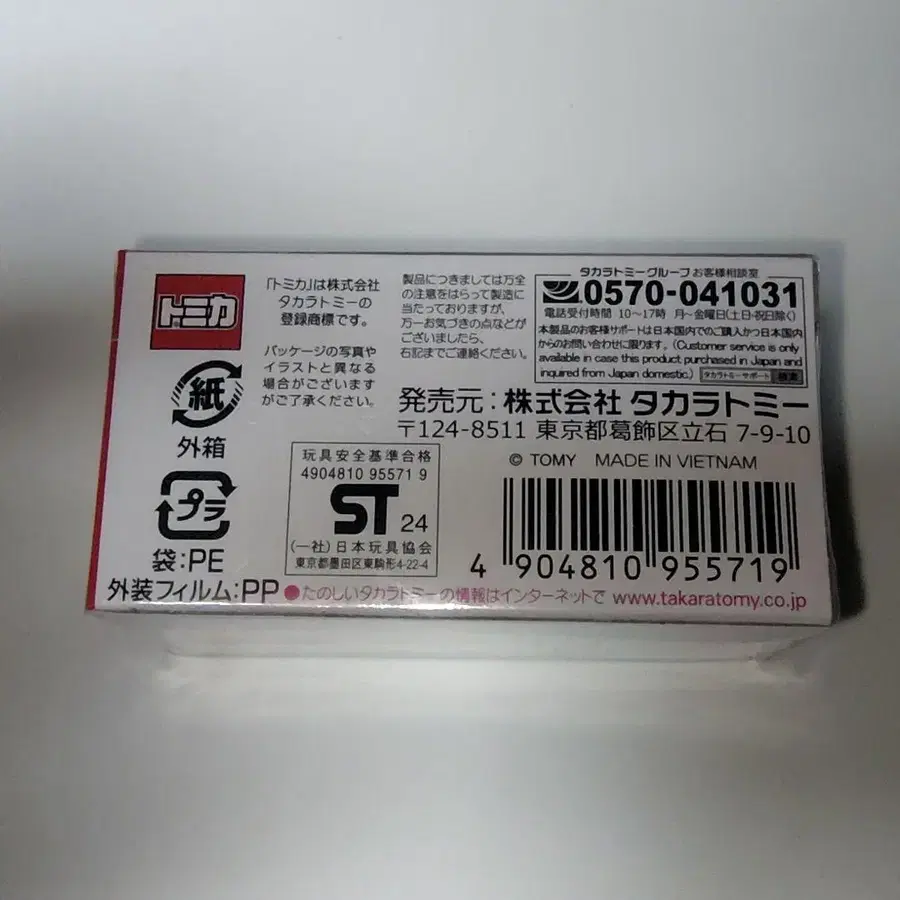 トミカ
「トミカ」は株式会社
タカラトミーの
登録商標です。
パッケージの写真や
イラストと異なる
場合がございます
がご了承ください。
製品につきましては万全
の注意をはらって製造に
当たっておりますが、
万一お気づきの点などが
ございましたら、
右記までご連絡ください。
タカラトミーグループ お客様相談室
0570-041031
電話受付時間 10～17時 月～金曜日(土・日・祝日除く)
本製品のお客様サポートは日本国内でのご購入かつ日本国内
からのお問い合わせに限ります。(Customer service is only
available in case this product purchased in Japan and
inquired from Japan domestic.) タカラトミーサポート 検索
発売元:株式会社 タカラトミー
〒124-8511 東京都葛飾区立石 7-9-10
© TOMY MADE IN VIETNAM
紙
外箱
プラ
袋:PE
外装フィルム:PP
玩具安全基準合格
4904810 95571 9
ST 24
(一社)日本玩具協会
東京都墨田区東駒形4-22-4
4 904810 955719
●たのしいタカラトミーの情報はインターネットで www.takaratomy.co.jp